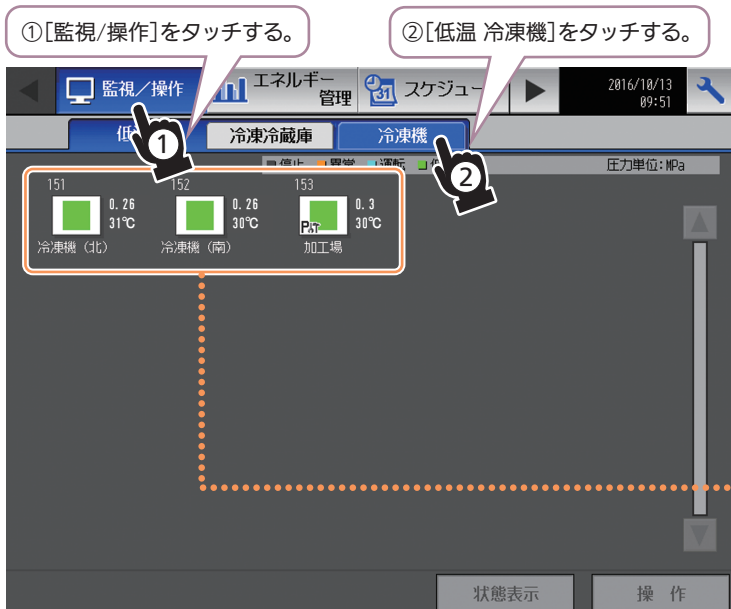 ①[監視/操作]をタッチする。
②[低温 冷凍機]をタッチする。
監視／操作
エネルギー
管理
31
スケジュー
2016/10/13
09:51
低
冷凍冷蔵庫
冷凍機
1
2
停止 異常 運転
圧力単位:MPa
151
0.26
31℃
冷凍機（北）
152
0.26
30℃
冷凍機（南）
153
0.3
30℃
加工場
状態表示
操 作